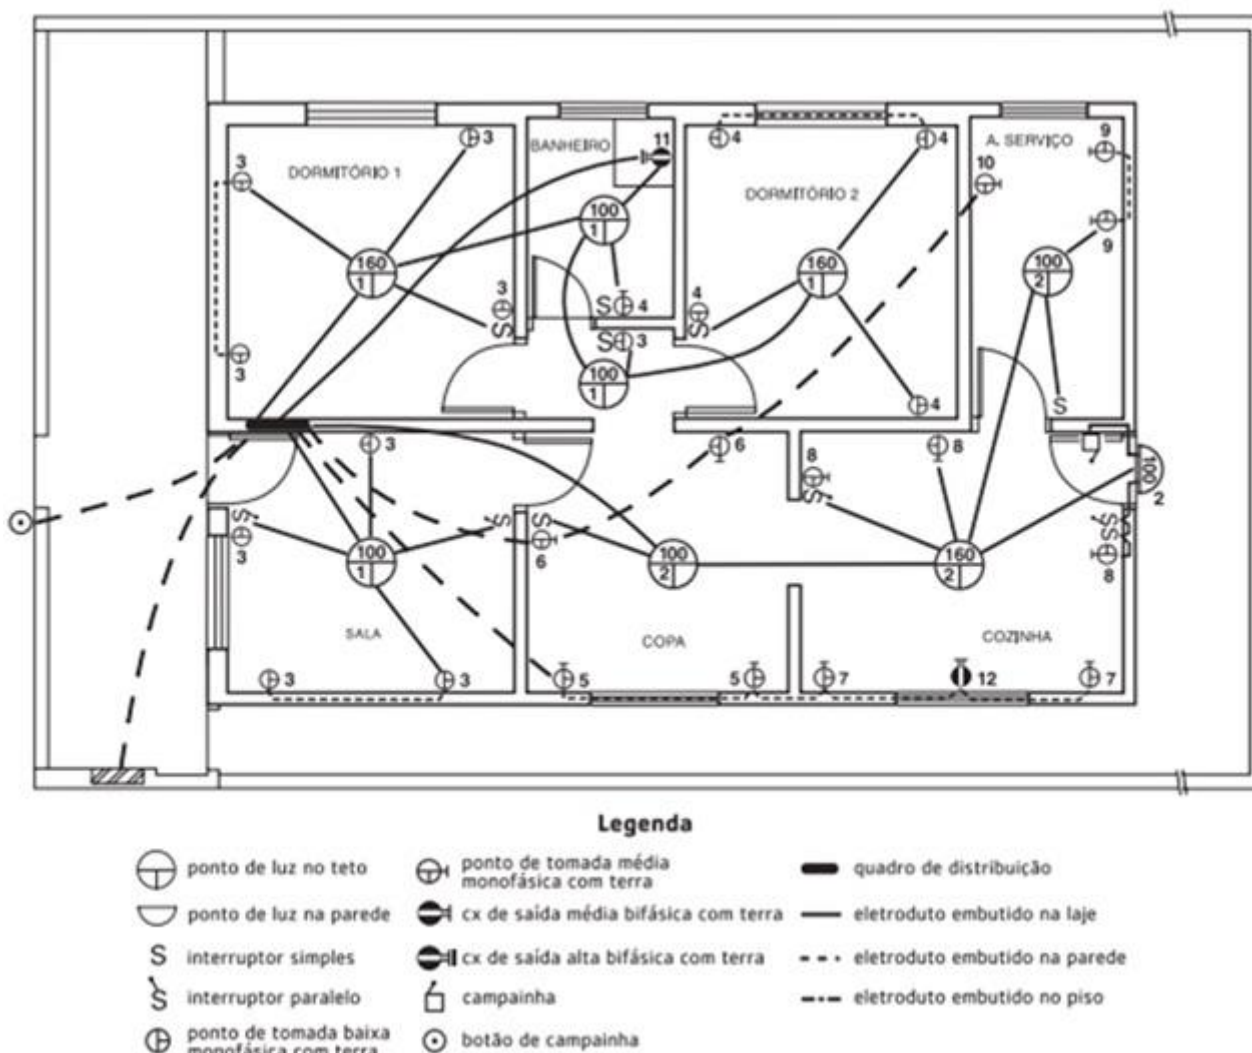 3
3
11
BANHEIRO
4
4
A. SERVIÇO
9
10
DORMITÓRIO 1
DORMITÓRIO 2
100
1
9
160
1
160
1
100
2
3
S
S
4
4
S
S
3
3
100
1
4
S
3
6
8
8
S
100
2
S
3
S
S
6
100
1
100
2
160
2
SS
8
SALA
COPA
COZINHA
3
3
5
5
7
12
7
Legenda
ponto de luz no teto
ponto de luz na parede
S interruptor simples
S interruptor paralelo
ponto de tomada baixa
monofásica com terra
ponto de tomada média
monofásica com terra
cx de saída média bifásica com terra
cx de saída alta bifásica com terra
campainha
botão de campainha
quadro de distribuição
eletroduto embutido na laje
eletroduto embutido na parede
eletroduto embutido no piso